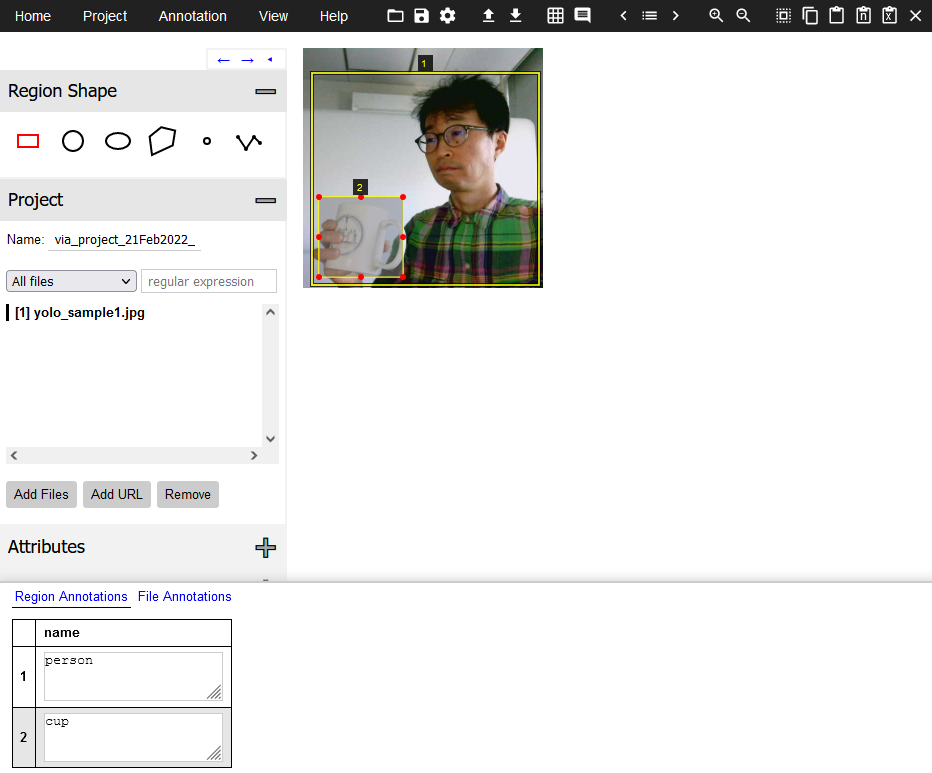 Home Project Annotation View Help
← →
Region Shape
Project
Name: via_project_21Feb2022_
All files regular expression
[1] yolo_sample1.jpg
Add Files Add URL Remove
Attributes
1
2
Region Annotations File Annotations
name
1 person
2 cup